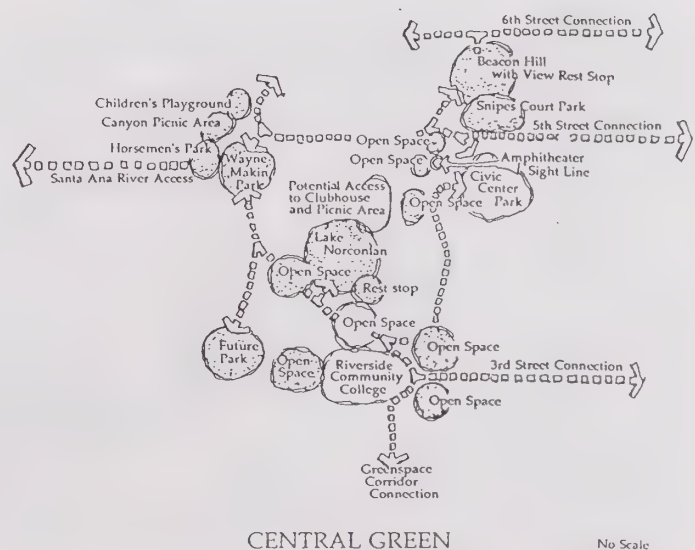 6th Street Connection
Beacon Hill
with View Rest Stop
Children's Playground
Snipes Court Park
Canyon Picnic Area
Open Space
5th Street Connection
Horsemen's Park
Open Space
Amphitheater
Sight Line
Santa Ana River Access
Wayne
Makin
Park
Potential Access
to Clubhouse
and Picnic Area
Civic
Center
Park
Open Space
Lake
Norconian
Open Space
Rest stop
Open Space
Future
Park
Open
Space
Riverside
Community
College
Open Space
3rd Street Connection
Open Space
Greenspace
Corridor
Connection
CENTRAL GREEN
No Scale